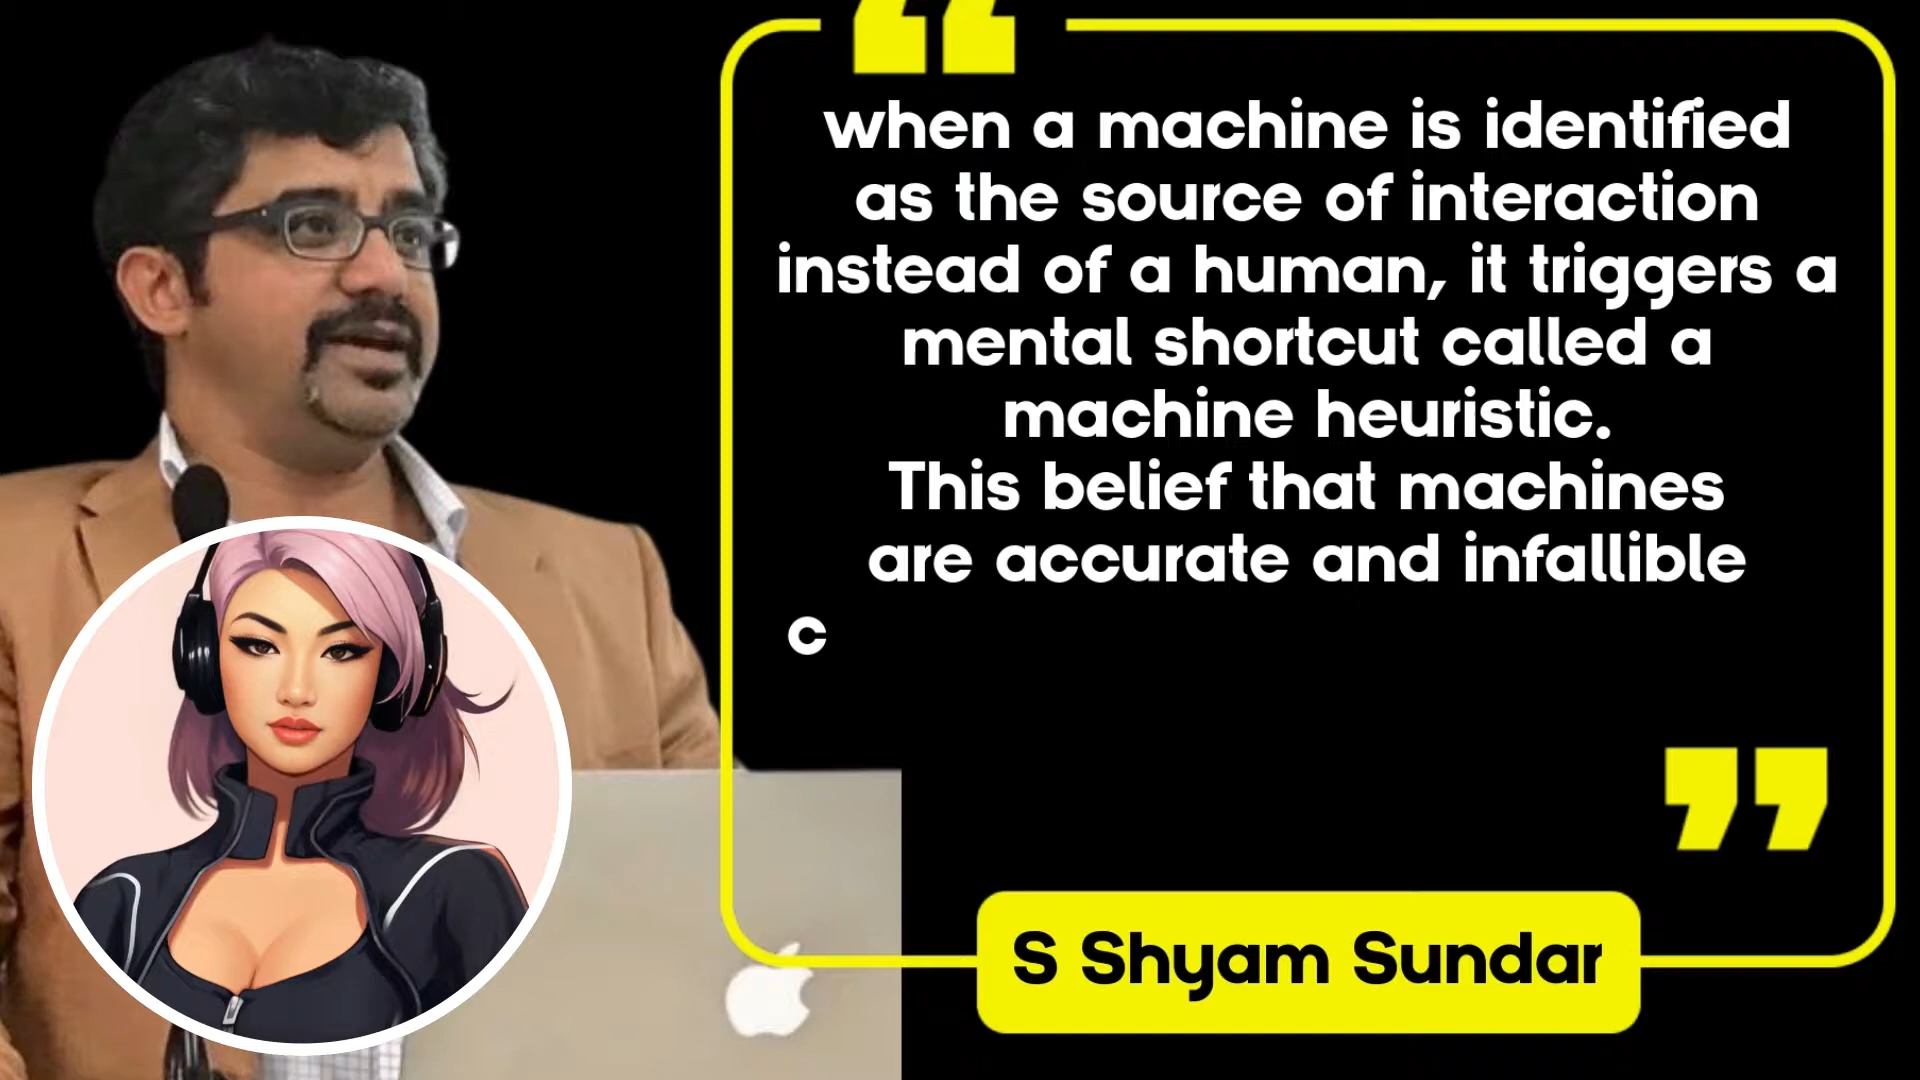 when a machine is identified
as the source of interaction
instead of a human, it triggers a
mental shortcut called a
machine heuristic.
This belief that machines
are accurate and infallible
c
S Shyam Sundar